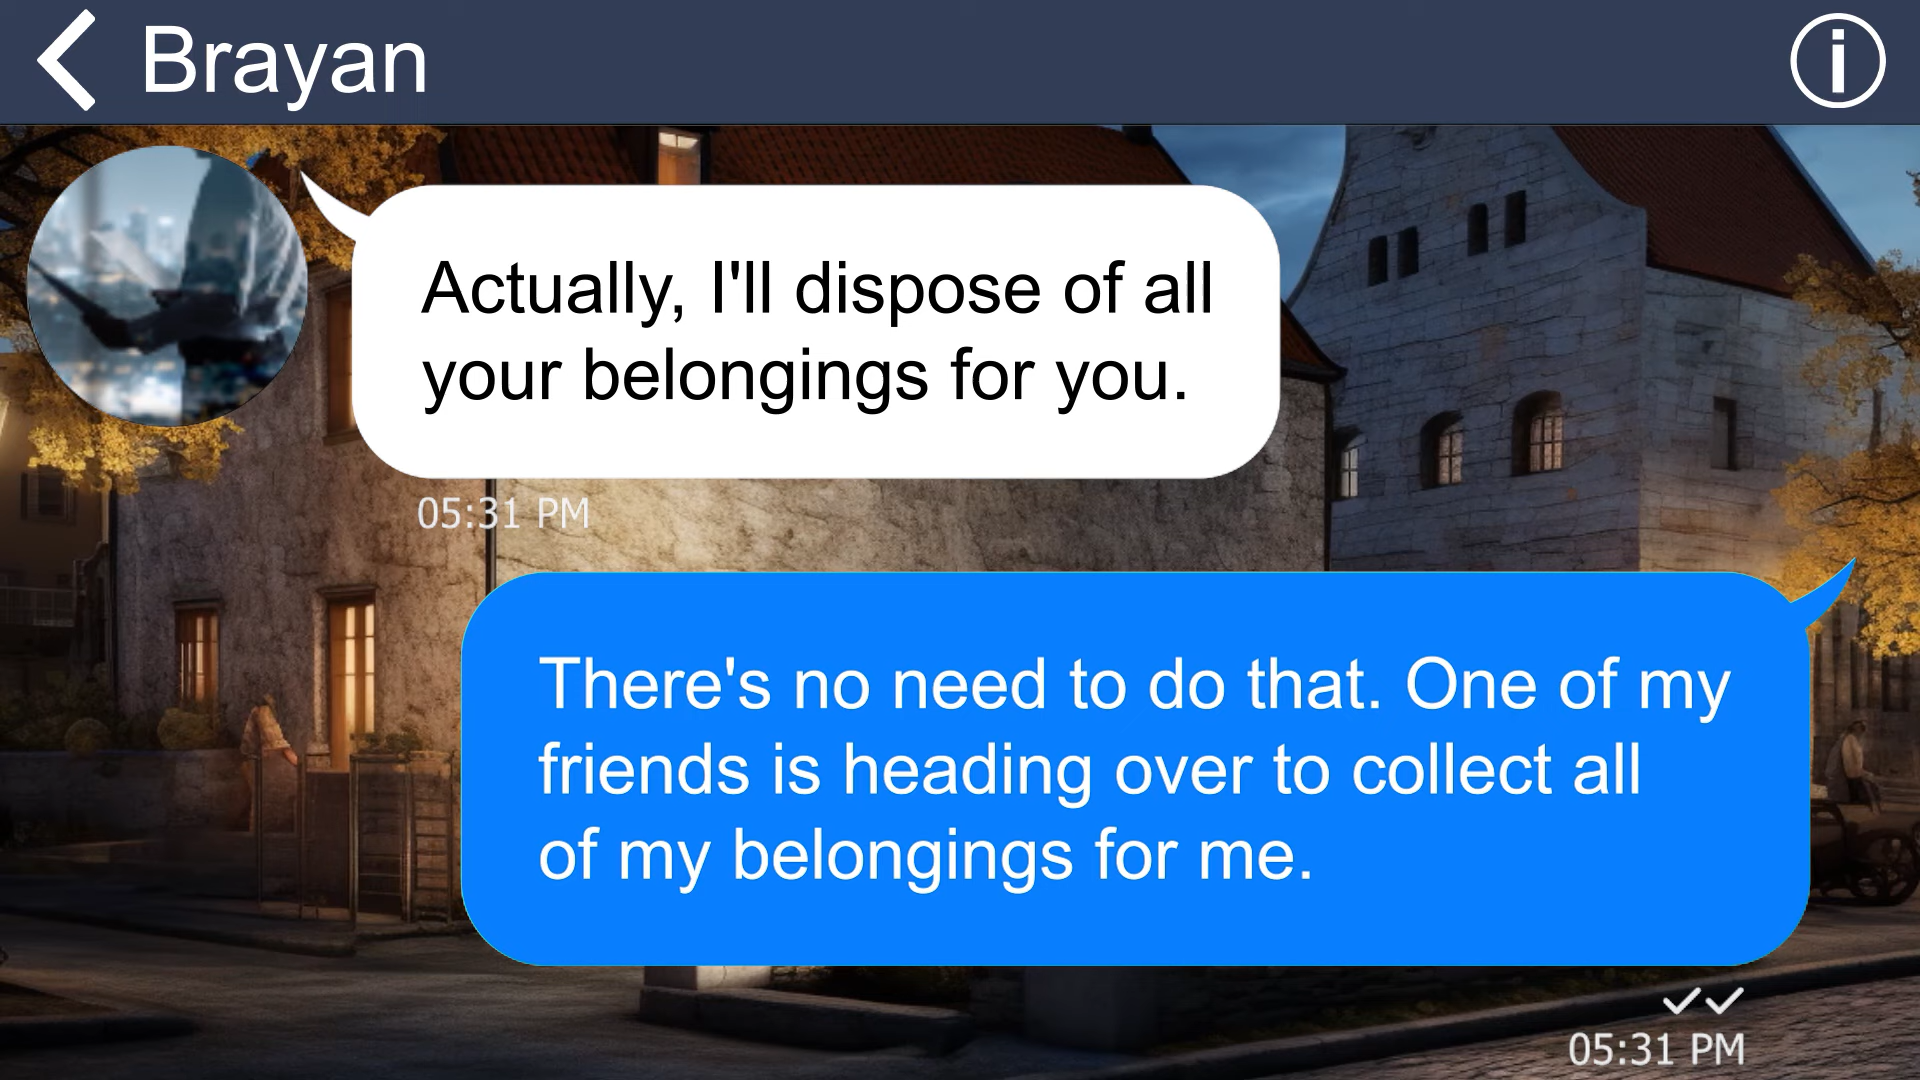 Brayan
Actually, I'll dispose of all
your belongings for you.
05:31 PM
There's no need to do that. One of my
friends is heading over to collect all
of my belongings for me.
05:31 PM